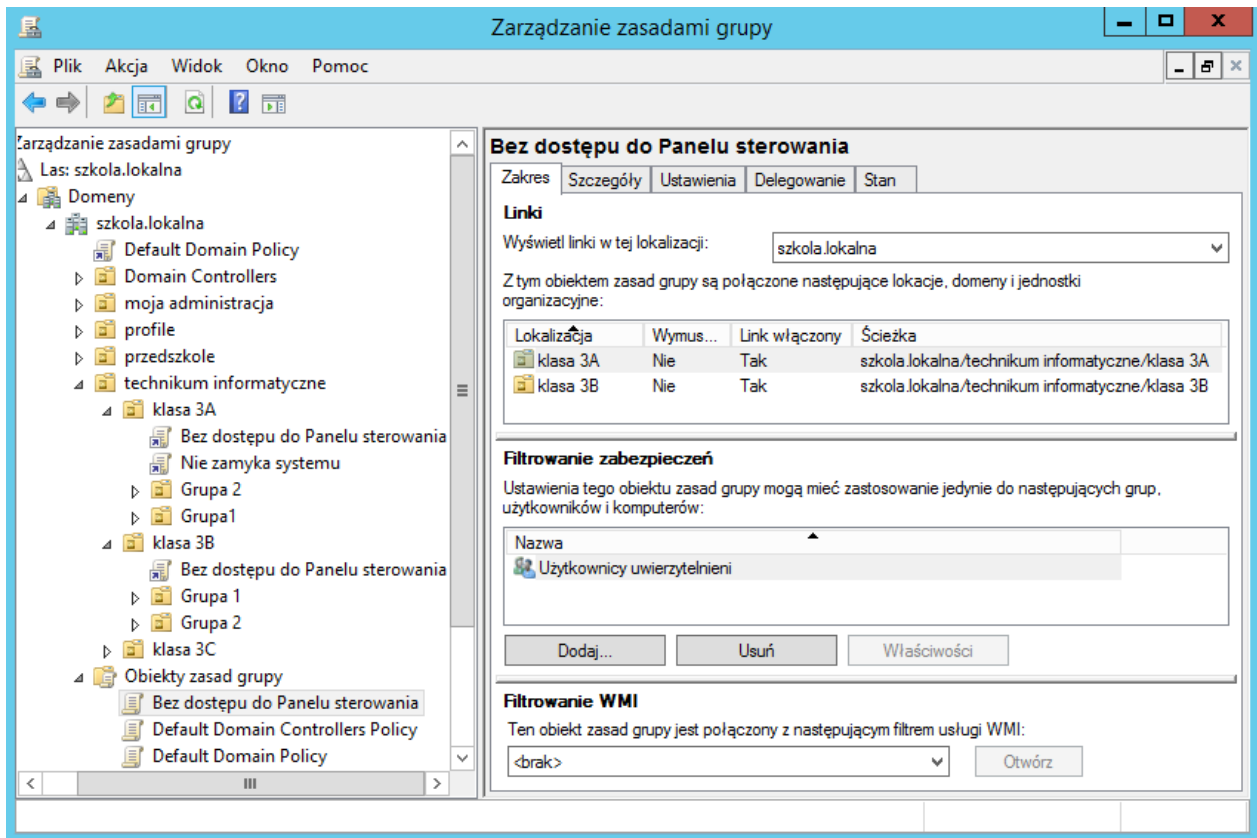 Zarządzanie zasadami grupy
Plik Akcja Widok Okno Pomoc
Zarządzanie zasadami grupy
Las: szkola.lokalna
Domeny
szkola.lokalna
Default Domain Policy
Domain Controllers
moja administracja
profile
przedszkole
technikum informatyczne
klasa 3A
Bez dostępu do Panelu sterowania
Nie zamyka systemu
Grupa 2
Grupa1
klasa 3B
Bez dostępu do Panelu sterowania
Grupa 1
Grupa 2
klasa 3C
Obiekty zasad grupy
Bez dostępu do Panelu sterowania
Default Domain Controllers Policy
Default Domain Policy
Bez dostępu do Panelu sterowania
Zakres Szczegóły Ustawienia Delegowanie Stan
Linki
Wyświetl linki w tej lokalizacji: szkola.lokalna
Z tym obiektem zasad grupy są połączone następujące lokacje, domeny i jednostki
organizacyjne:
Lokalizacja Wymus... Link włączony Ścieżka
klasa 3A Nie Tak szkola.lokalna/technikum informatyczne/klasa 3A
klasa 3B Nie Tak szkola.lokalna/technikum informatyczne/klasa 3B
Filtrowanie zabezpieczeń
Ustawienia tego obiektu zasad grupy mogą mieć zastosowanie jedynie do następujących grup,
użytkowników i komputerów:
Nazwa
Użytkownicy uwierzytelnieni
Dodaj... Usuń Właściwości
Filtrowanie WMI
Ten obiekt zasad grupy jest połączony z następującym filtrem usługi WMI:
<brak> Otwórz